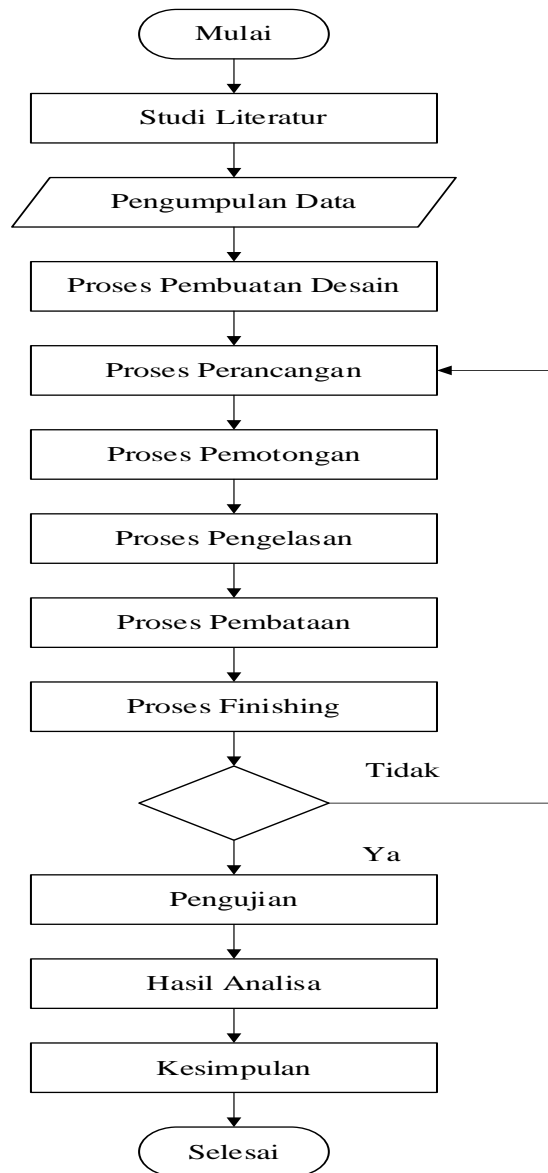 Mulai
Studi Literatur
Pengumpulan Data
Proses Pembuatan Desain
Proses Perancangan
Proses Pemotongan
Proses Pengelasan
Proses Pembataan
Proses Finishing
Tidak
Ya
Pengujian
Hasil Analisa
Kesimpulan
Selesai